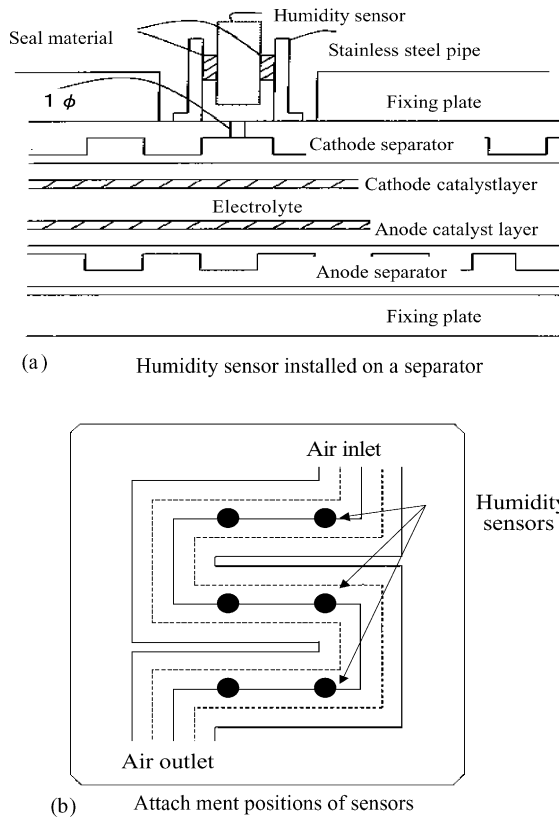 Humidity sensor
Seal material
Stainless steel pipe
1 ϕ
Fixing plate
Cathode separator
Cathode catalystlayer
Electrolyte
Anode catalyst layer
Anode separator
Fixing plate
(a) Humidity sensor installed on a separator
Air inlet
Humidity
sensors
Air outlet
(b) Attach ment positions of sensors